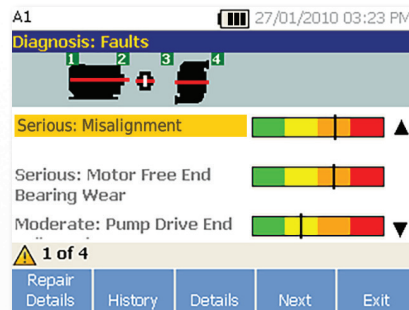 A1 27/01/2010 03:23 PM
Diagnosis: Faults
1 2 3 4
Serious: Misalignment
Serious: Motor Free End
Bearing Wear
Moderate: Pump Drive End
1 of 4
Repair
Details History Details Next Exit